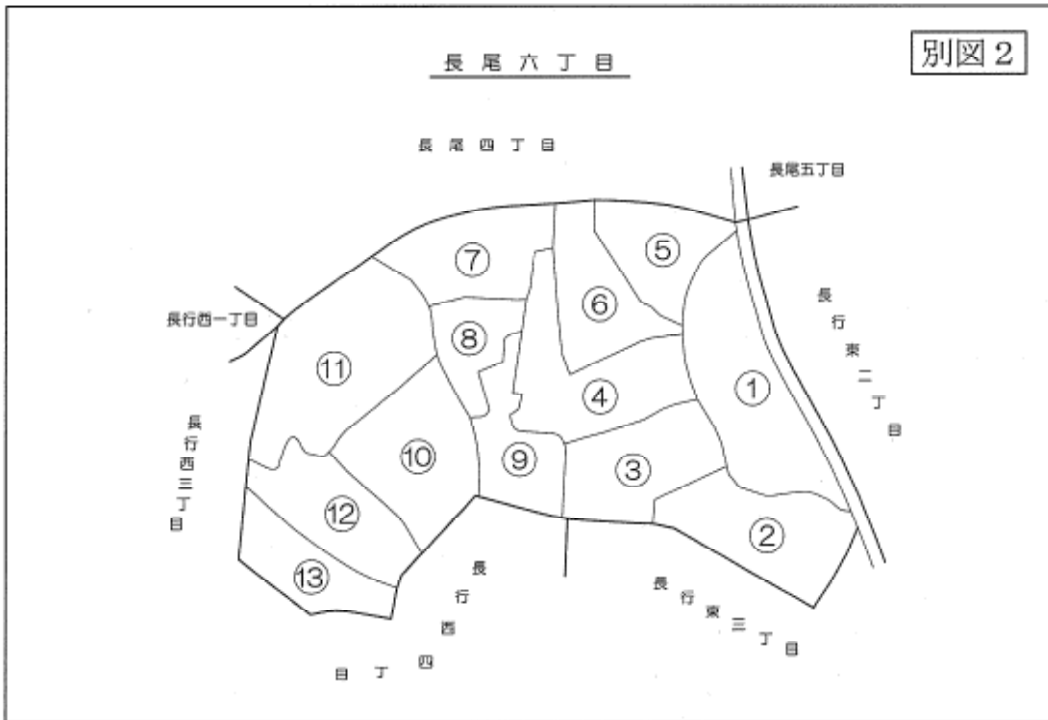 別図2
長尾六丁目
長尾四丁目
長尾五丁目
⑦
⑤
⑥
長行西一丁目
長行東二丁目
⑧
⑪
①
④
長行西三丁目
⑩
⑨
③
⑫
②
⑬
長行西四丁目
長行東三丁目